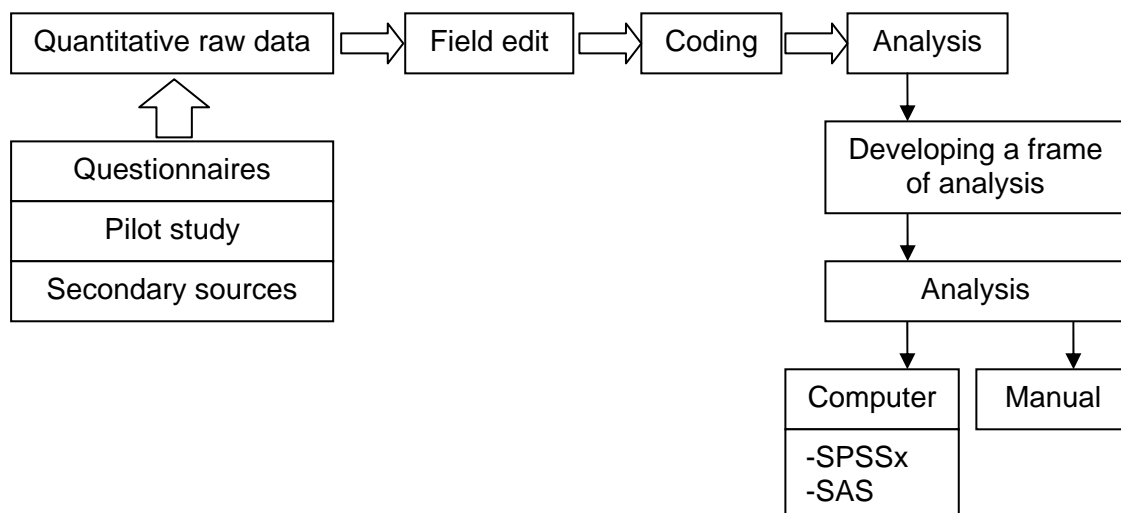 Quantitative raw data
Field edit
Coding
Analysis
Questionnaires
Pilot study
Secondary sources
Developing a frame
of analysis
Analysis
Computer
Manual
-SPSSx
-SAS